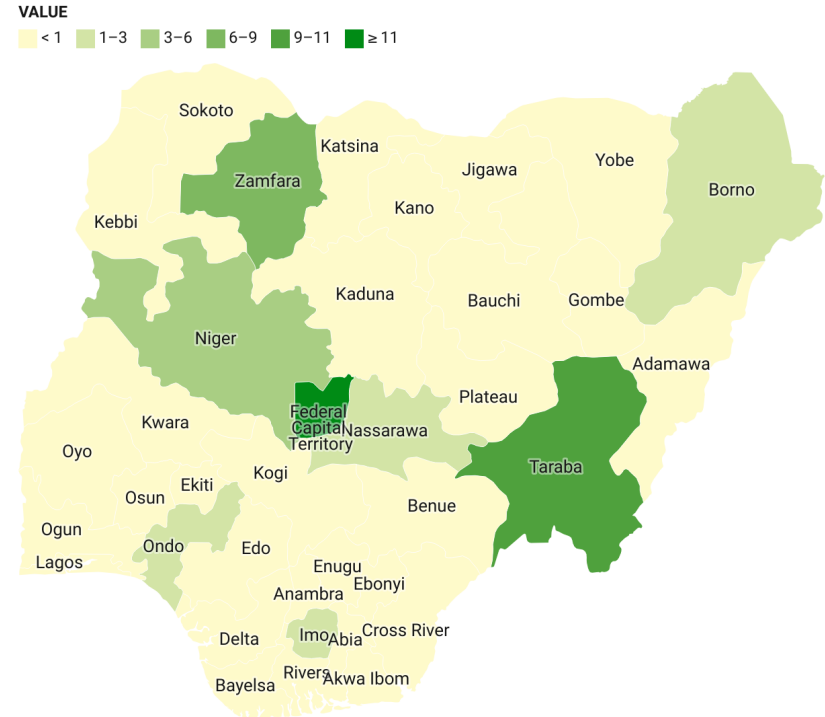 VALUE
< 1 1–3 3–6 6–9 9–11 ≥ 11
Sokoto
Katsina
Zamfara
Jigawa
Yobe
Borno
Kano
Kebbi
Kaduna
Bauchi
Gombe
Niger
Adamawa
Plateau
Federal
Capital
Territory
Nassarawa
Kwara
Oyo
Taraba
Kogi
Ekiti
Osun
Benue
Ogun
Ondo
Edo
Lagos
Enugu
Ebonyi
Anambra
Imo
Abia
Cross River
Delta
Rivers
Akwa Ibom
Bayelsa